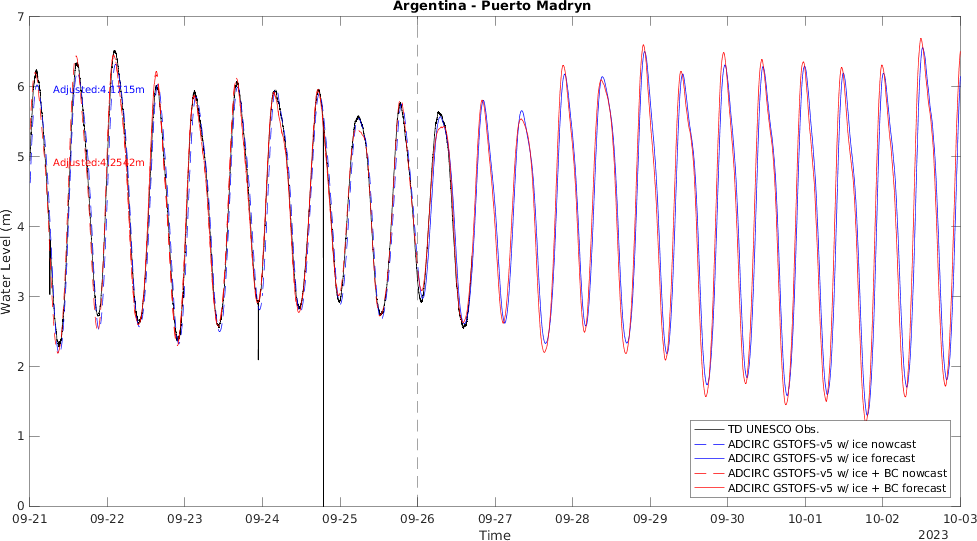 Argentina - Puerto Madryn
7
6
5
4
3
2
1
0
Water Level (m)
Adjusted:4.1715m
Adjusted:4.2542m
TD UNESCO Obs.
ADCIRC GSTOFS-v5 w/ ice nowcast
ADCIRC GSTOFS-v5 w/ ice forecast
ADCIRC GSTOFS-v5 w/ ice + BC nowcast
ADCIRC GSTOFS-v5 w/ ice + BC forecast
09-21 09-22 09-23 09-24 09-25 09-26 09-27 09-28 09-29 09-30 10-01 10-02 10-03
Time
2023